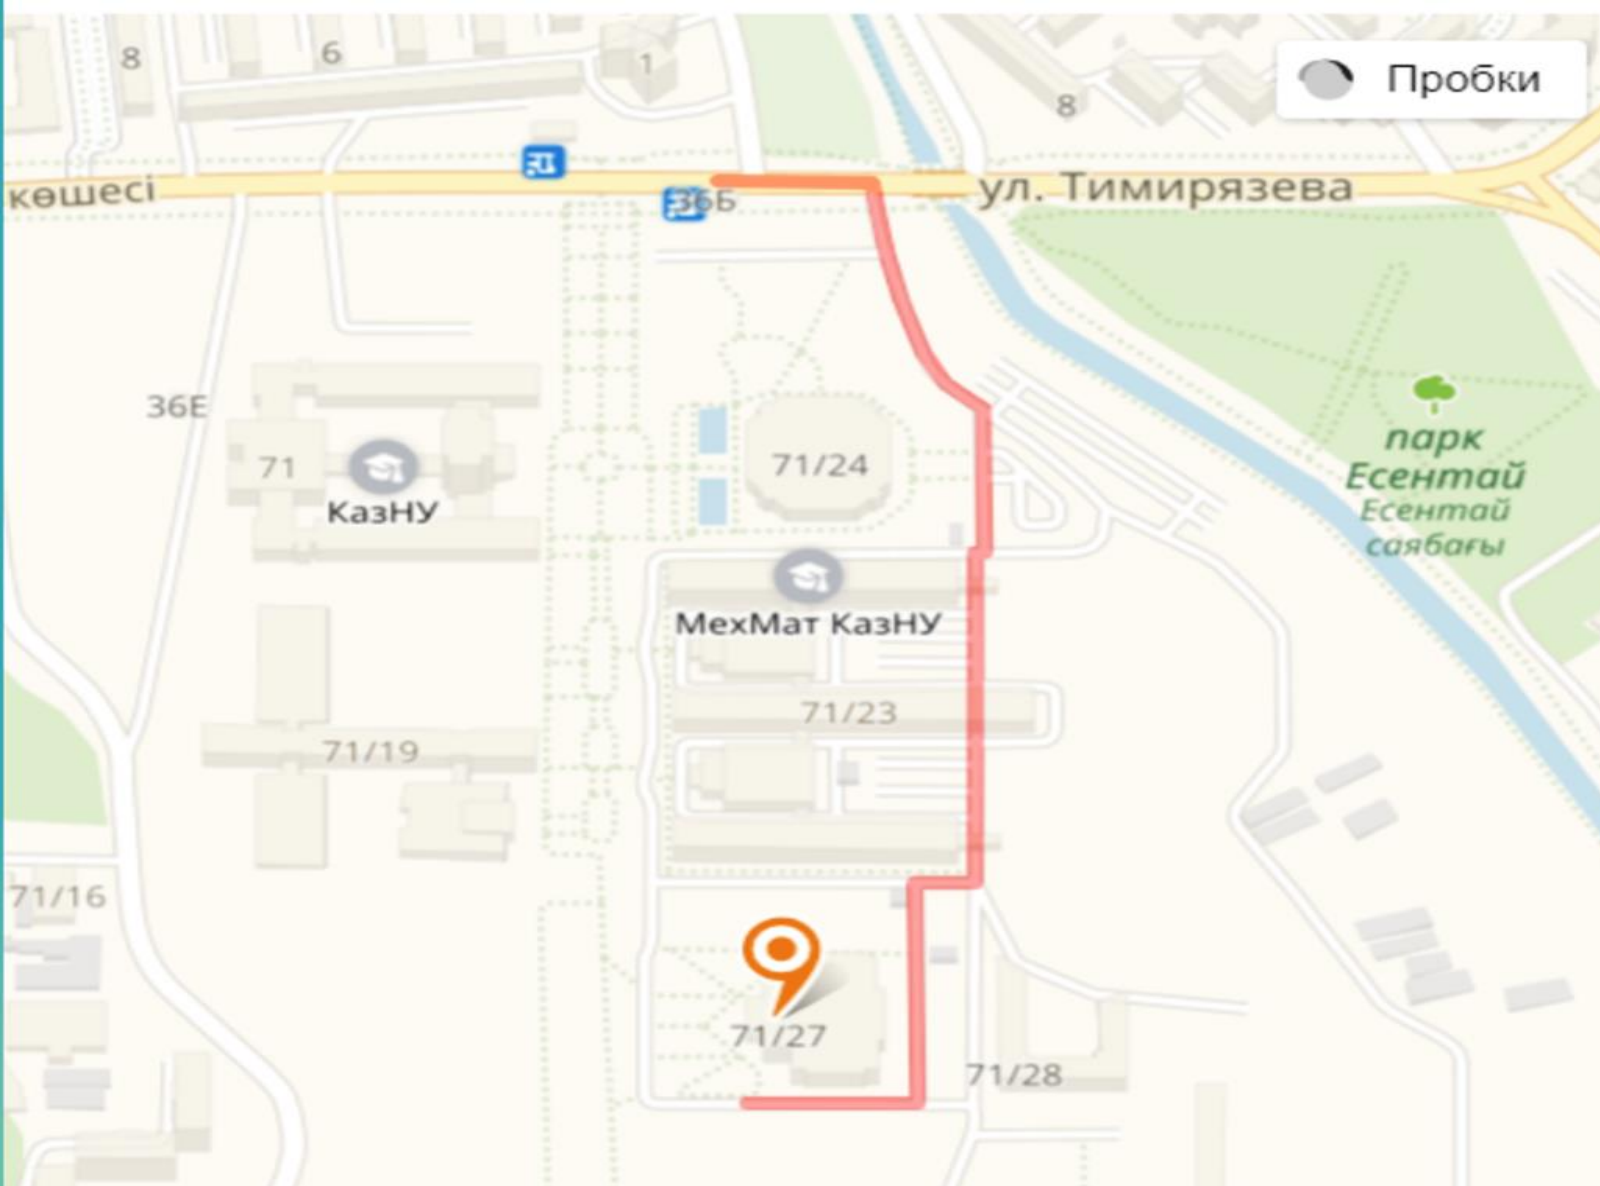 8
6
1
8
Пробки
көшесі
36Б
ул. Тимирязева
36Е
71
КазНУ
71/24
парк
Есентай
Есентай
саябағы
МехМат КазНУ
71/23
71/19
71/16
71/27
71/28